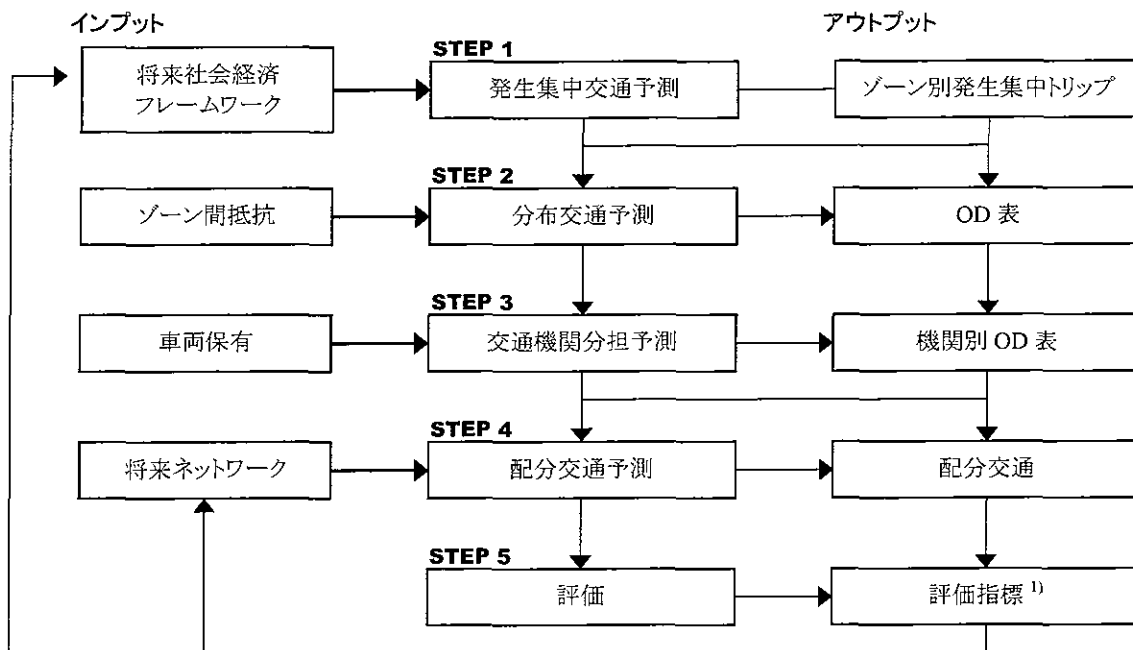 インプット
アウトプット
STEP 1
将来社会経済
フレームワーク
発生集中交通予測
ゾーン別発生集中トリップ
STEP 2
ゾーン間抵抗
分布交通予測
OD 表
STEP 3
車両保有
交通機関分担予測
機関別 OD 表
STEP 4
将来ネットワーク
配分交通予測
配分交通
STEP 5
評価
評価指標 1)